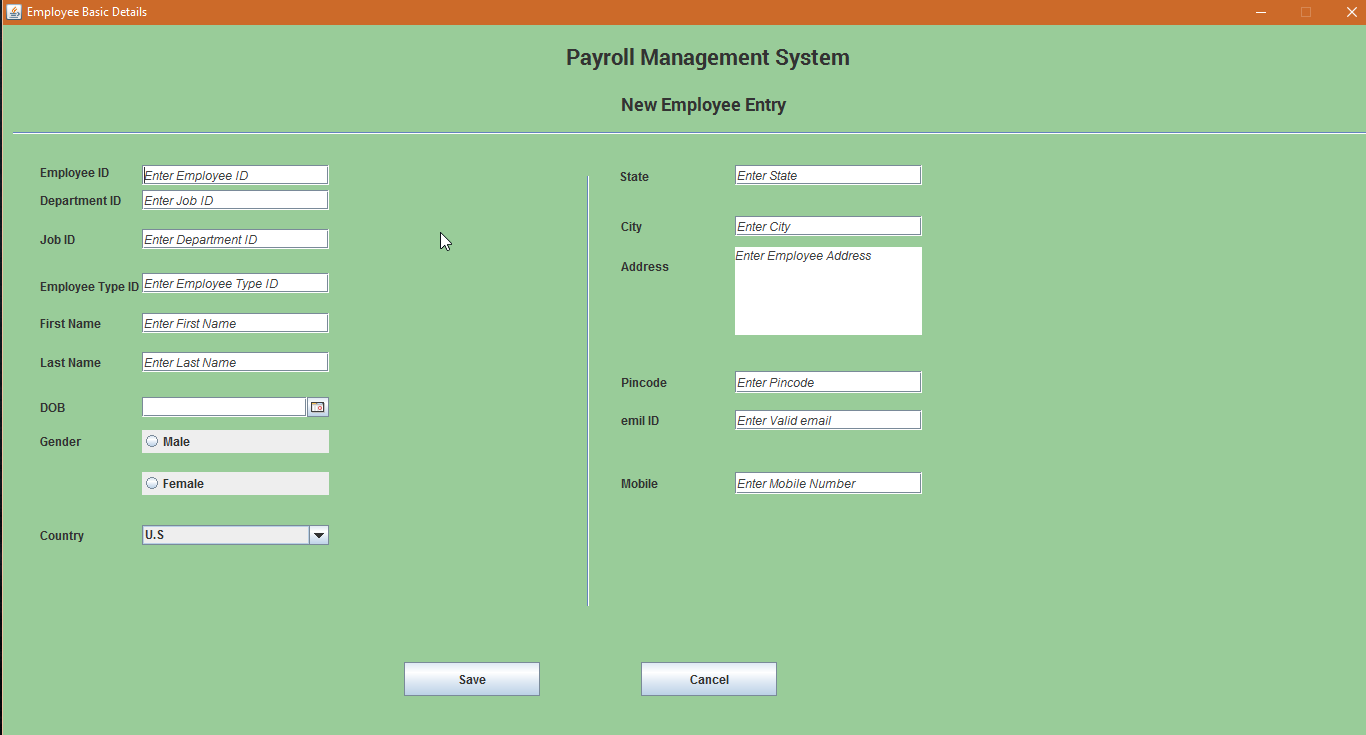 Employee Basic Details
Payroll Management System
New Employee Entry
Employee ID Enter Employee ID
Department ID Enter Job ID
Job ID Enter Department ID
Employee Type ID Enter Employee Type ID
First Name Enter First Name
Last Name Enter Last Name
DOB
Gender Male
Female
Country U.S
State Enter State
City Enter City
Address Enter Employee Address
Pincode Enter Pincode
emil ID Enter Valid email
Mobile Enter Mobile Number
Save Cancel